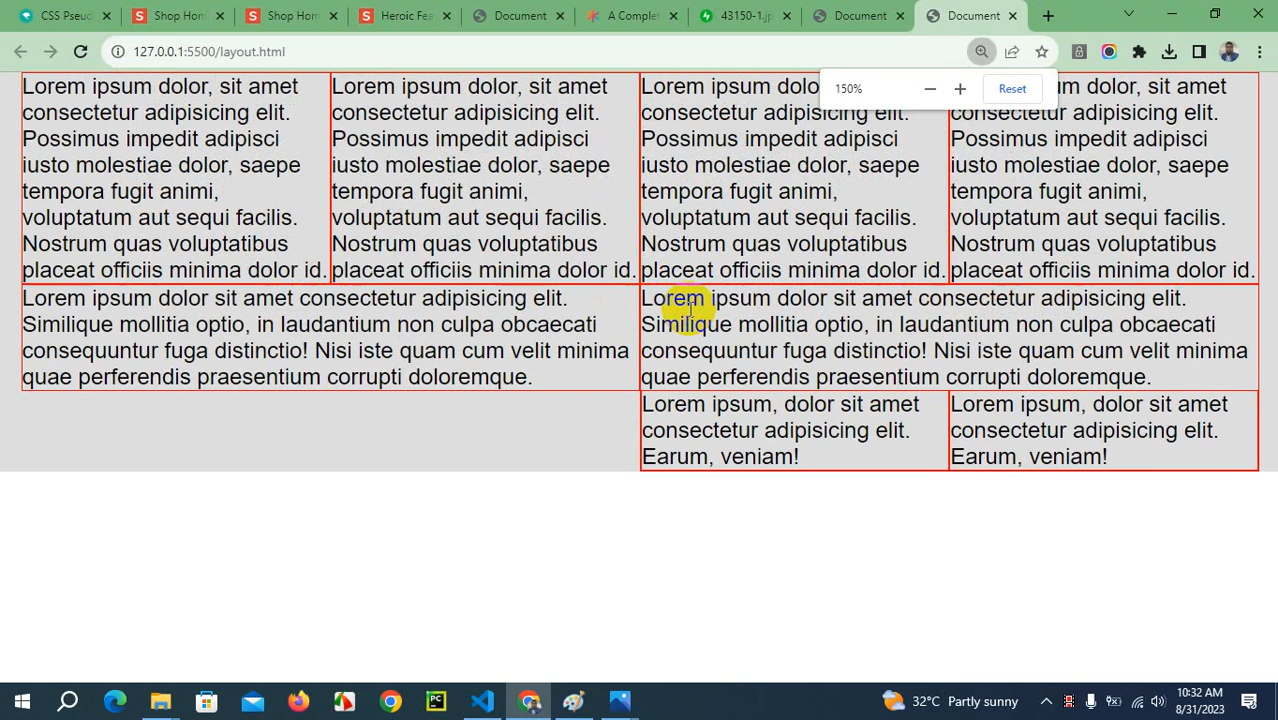 CSS Pseud
Shop Hom
Shop Hom
Heroic Fea
Document
A Complet
43150-1.jp
Document
Document
127.0.0.1:5500/layout.html
150%
Reset
Lorem ipsum dolor, sit amet
consectetur adipisicing elit.
Possimus impedit adipisci
iusto molestiae dolor, saepe
tempora fugit animi,
voluptatum aut sequi facilis.
Nostrum quas voluptatibus
placeat officiis minima dolor id.
Lorem ipsum dolor, sit amet
consectetur adipisicing elit.
Possimus impedit adipisci
iusto molestiae dolor, saepe
tempora fugit animi,
voluptatum aut sequi facilis.
Nostrum quas voluptatibus
placeat officiis minima dolor id.
Lorem ipsum dolo
consectetur adipisicing elit.
Possimus impedit adipisci
iusto molestiae dolor, saepe
tempora fugit animi,
voluptatum aut sequi facilis.
Nostrum quas voluptatibus
placeat officiis minima dolor id.
um dolor, sit amet
consectetur adipisicing elit.
Possimus impedit adipisci
iusto molestiae dolor, saepe
tempora fugit animi,
voluptatum aut sequi facilis.
Nostrum quas voluptatibus
placeat officiis minima dolor id.
Lorem ipsum dolor sit amet consectetur adipisicing elit.
Similique mollitia optio, in laudantium non culpa obcaecati
consequuntur fuga distinctio! Nisi iste quam cum velit minima
quae perferendis praesentium corrupti doloremque.
Lorem ipsum dolor sit amet consectetur adipisicing elit.
Similique mollitia optio, in laudantium non culpa obcaecati
consequuntur fuga distinctio! Nisi iste quam cum velit minima
quae perferendis praesentium corrupti doloremque.
Lorem ipsum, dolor sit amet
consectetur adipisicing elit.
Earum, veniam!
Lorem ipsum, dolor sit amet
consectetur adipisicing elit.
Earum, veniam!
PC
32°C Partly sunny
10:32 AM
8/31/2023